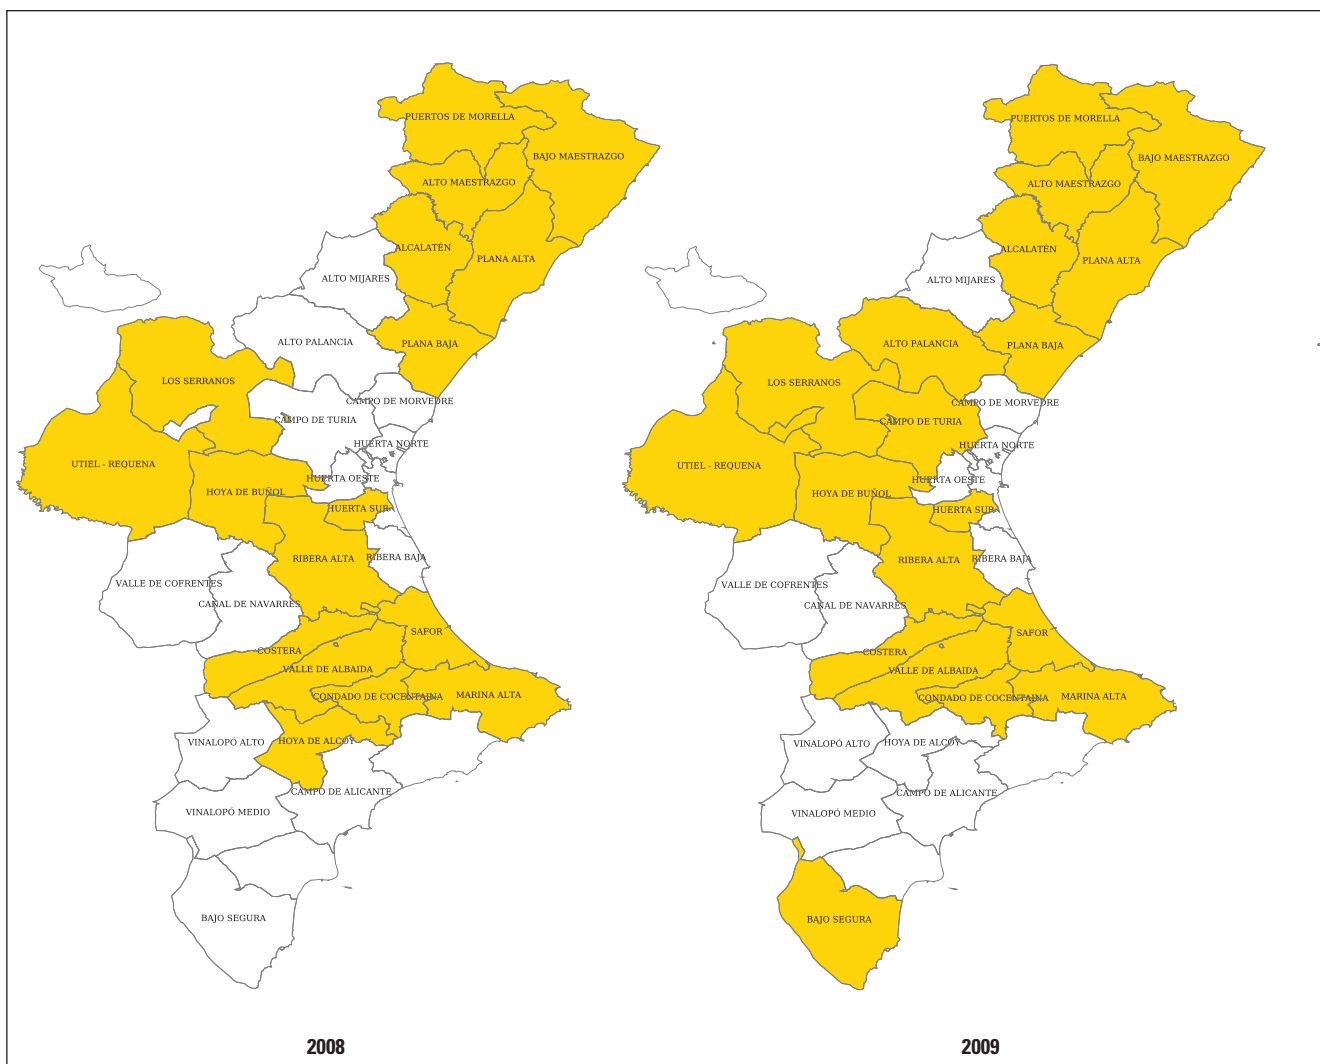 PUERTOS DE MORELLA
BAJO MAESTRAZGO
ALTO MAESTRAZGO
ALCALATÉN
PLANA ALTA
ALTO MIJARES
ALTO PALANCIA
PLANA BAJA
LOS SERRANOS
CAMPO DE MORVEDRE
CAMPO DE TURIA
HUERTA NORTE
UTIEL - REQUENA
HUERTA OESTE
HOYA DE BUÑOL
HUERTA SUR
RIBERA ALTA
RIBERA BAJA
VALLE DE COFRENTES
CANAL DE NAVARRES
SAFOR
COSTERA
VALLE DE ALBAIDA
CONDADO DE COCENTAINA
MARINA ALTA
VINALOPÓ ALTO
HOYA DE ALCOY
CAMPO DE ALICANTE
VINALOPÓ MEDIO
BAJO SEGURA
2008
PUERTOS DE MORELLA
BAJO MAESTRAZGO
ALTO MAESTRAZGO
ALCALATÉN
PLANA ALTA
ALTO MIJARES
ALTO PALANCIA
PLANA BAJA
LOS SERRANOS
CAMPO DE MORVEDRE
CAMPO DE TURIA
HUERTA NORTE
UTIEL - REQUENA
HUERTA OESTE
HOYA DE BUÑOL
HUERTA SUR
RIBERA ALTA
RIBERA BAJA
VALLE DE COFRENTES
CANAL DE NAVARRES
SAFOR
COSTERA
VALLE DE ALBAIDA
CONDADO DE COCENTAINA
MARINA ALTA
VINALOPÓ ALTO
HOYA DE ALCOY
CAMPO DE ALICANTE
VINALOPÓ MEDIO
BAJO SEGURA
2009